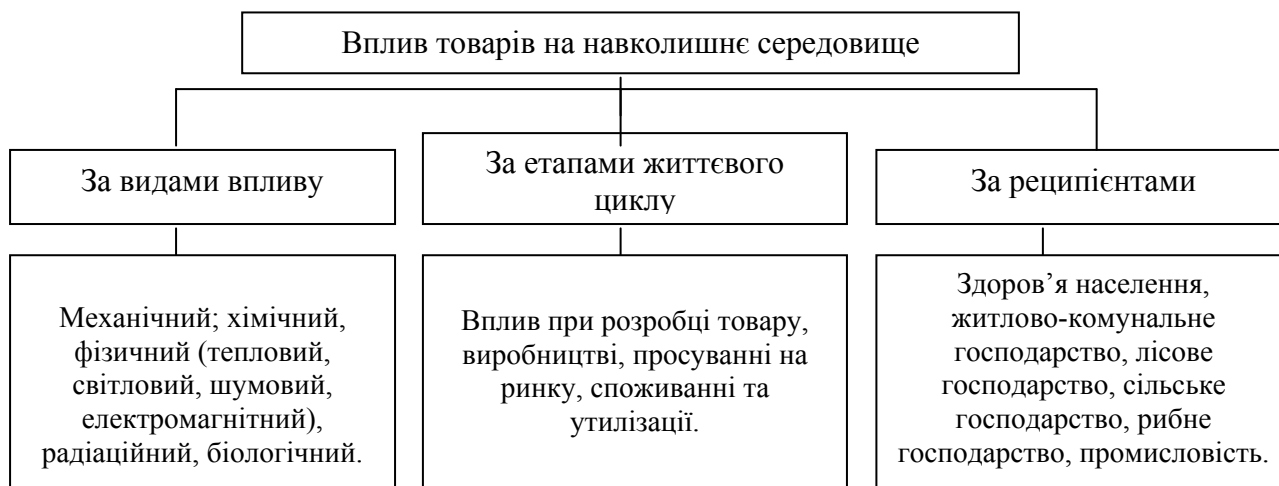 Вплив товарів на навколишнє середовище
За видами впливу
За етапами життєвого
циклу
За реципієнтами
Механічний; хімічний,
фізичний (тепловий,
світловий, шумовий,
електромагнітний),
радіаційний, біологічний.
Вплив при розробці товару,
виробництві, просуванні на
ринку, споживанні та
утилізації.
Здоров’я населення,
житлово-комунальне
господарство, лісове
господарство, сільське
господарство, рибне
господарство, промисловість.